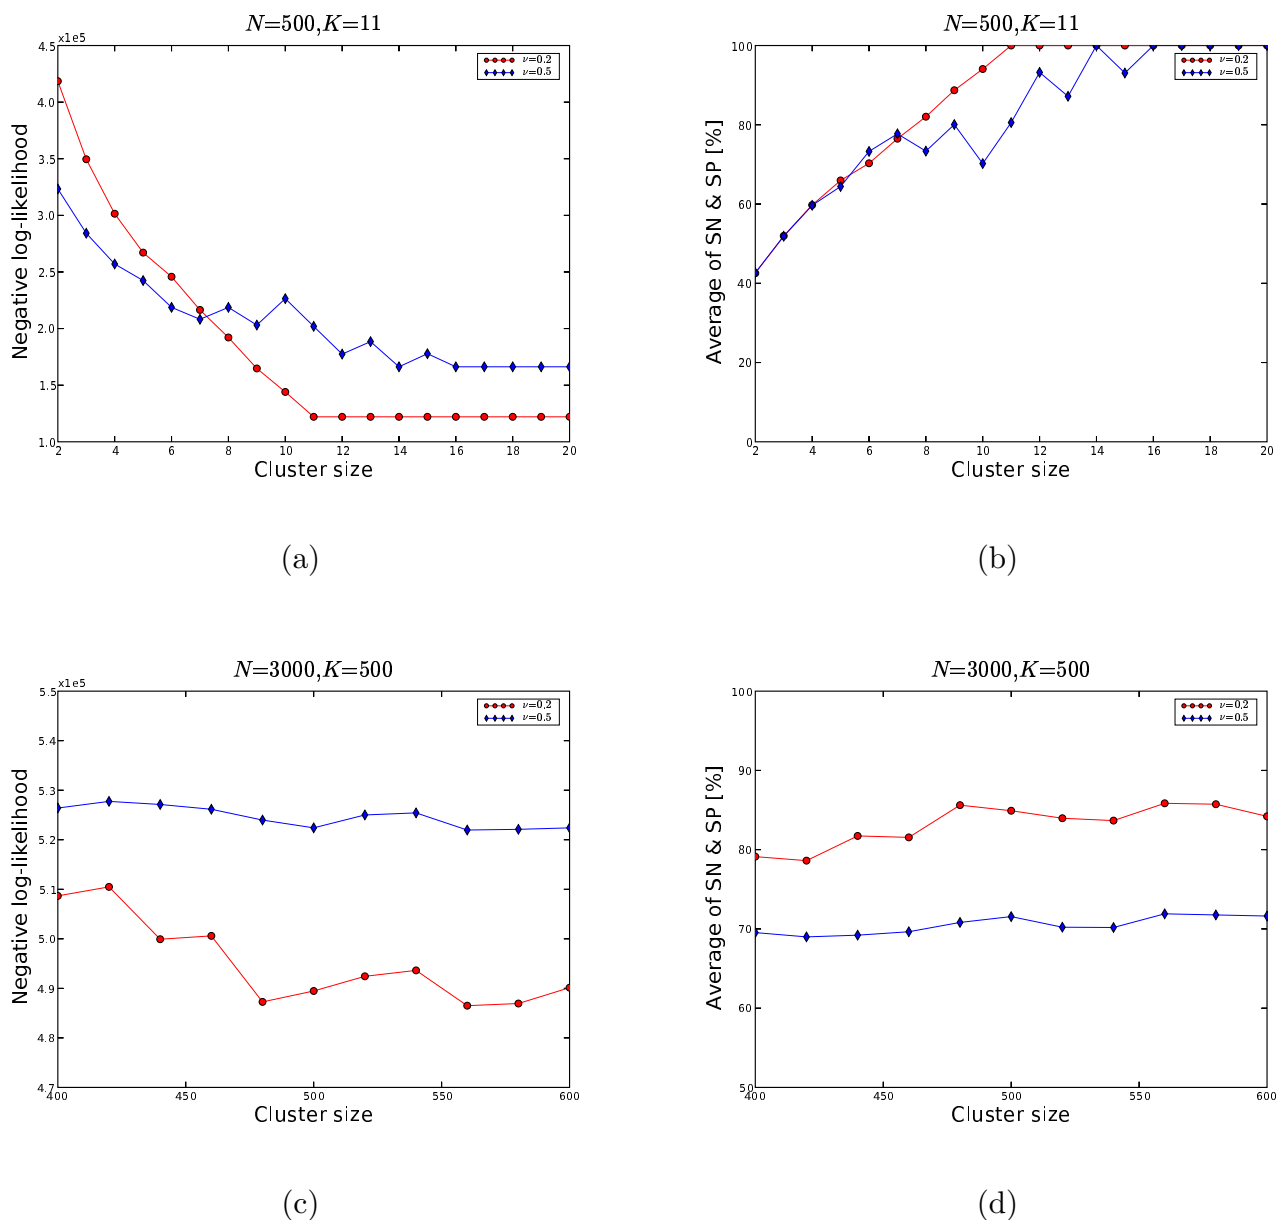 N=500,K=11
x1e5
4.5
4.0
3.5
3.0
2.5
2.0
1.5
1.0
2 4 6 8 10 12 14 16 18 20
Negative log-likelihood
Cluster size
ν=0.2
ν=0.5
(a)
N=500,K=11
100
80
60
40
20
0
2 4 6 8 10 12 14 16 18 20
Average of SN & SP [%]
Cluster size
ν=0.2
ν=0.5
(b)
N=3000,K=500
x1e5
5.5
5.4
5.3
5.2
5.1
5.0
4.9
4.8
4.7
400 450 500 550 600
Negative log-likelihood
Cluster size
ν=0.2
ν=0.5
(c)
N=3000,K=500
100
90
80
70
60
50
400 450 500 550 600
Average of SN & SP [%]
Cluster size
ν=0.2
ν=0.5
(d)